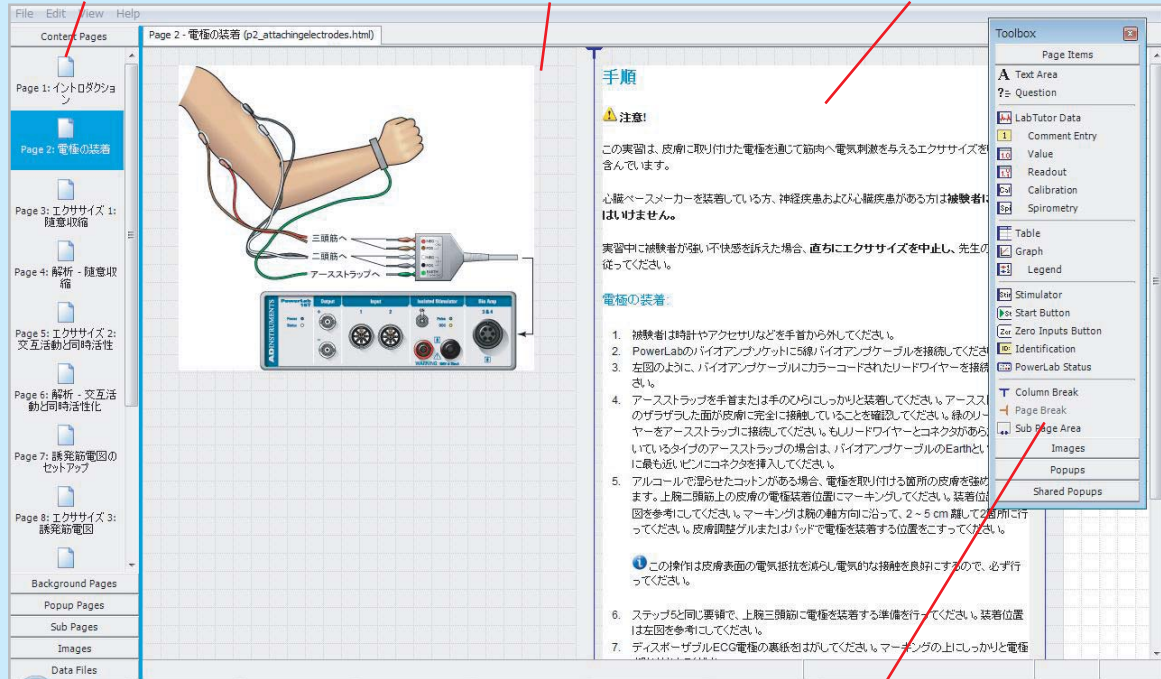 File Edit View Help
Content Pages
Page 1: イントロダクショ
ン
Page 2: 電極の装着
Page 3: エクササイズ 1:
随意収縮
Page 4: 解析 - 随意収
縮
Page 5: エクササイズ 2:
交互活動と同時活性
Page 6: 解析 - 交互活
動と同時活性化
Page 7: 誘発筋電図の
セットアップ
Page 8: エクササイズ 3:
誘発筋電図
Background Pages
Popup Pages
Sub Pages
Images
Data Files
Page 2 - 電極の装着 (p2_attachingelectrodes.html)
三頭筋へ
二頭筋へ
アースストラップへ
ADINSTRUMENTS
PowerLab
Output
Input
Isolated Stimulator
Bio Amp
1 2
3 & 4
WARNING
手順
注意!
この実習は、皮膚に取り付けた電極を通じて筋肉へ電気刺激を与えるエクササイズを
含んでいます。
心臓ペースメーカーを装着している方、神経疾患および心臓疾患がある方は被験者に
はいけません。
実習中に被験者が強い不快感を訴えた場合、直ちにエクササイズを中止し、先生の
従ってください。
電極の装着:
1. 被験者は時計やアクセサリなどを手首から外してください。
2. PowerLabのバイオアンプソケットに5線バイオアンプケーブルを接続してくださ
3. 左図のように、バイオアンプケーブルにカラーコードされたリードワイヤーを接続
さい。
4. アースストラップを手首または手のひらにしっかりと装着してください。アースス
のザラザラした面が皮膚に完全に接触していることを確認してください。緑のリー
ヤーをアースストラップに接続してください。もしリードワイヤーとコネクタがあら
いているタイプのアースストラップの場合は、バイオアンプケーブルのEarthと
に最も近いピンにコネクタを挿入してください。
5. アルコールで湿らせたコットンがある場合、電極を取り付ける箇所の皮膚を強め
ます。上腕二頭筋上の皮膚の電極装着位置にマーキングしてください。装着位
図を参考にしてください。マーキングは腕の軸方向に沿って、2 ~ 5 cm 離して2箇所に行
ってください。皮膚調整ゲルまたはパッドで電極を装着する位置をこすってください。
この操作は皮膚表面の電気抵抗を減らし電気的な接触を良好にするので、必ず行
ってください。
6. ステップ5と同じ要領で、上腕三頭筋に電極を装着する準備を行ってください。装着位置
は左図を参考にしてください。
7. ディスポーザブルECG電極の裏紙をはがしてください。マーキングの上にしっかりと電極
Toolbox
Page Items
A Text Area
?= Question
LabTutor Data
1 Comment Entry
1.0 Value
Readout
Cal Calibration
Spi Spirometry
Table
Graph
Legend
Stim Stimulator
St Start Button
Zer Zero Inputs Button
ID: Identification
PowerLab Status
Column Break
Page Break
Sub Page Area
Images
Popups
Shared Popups